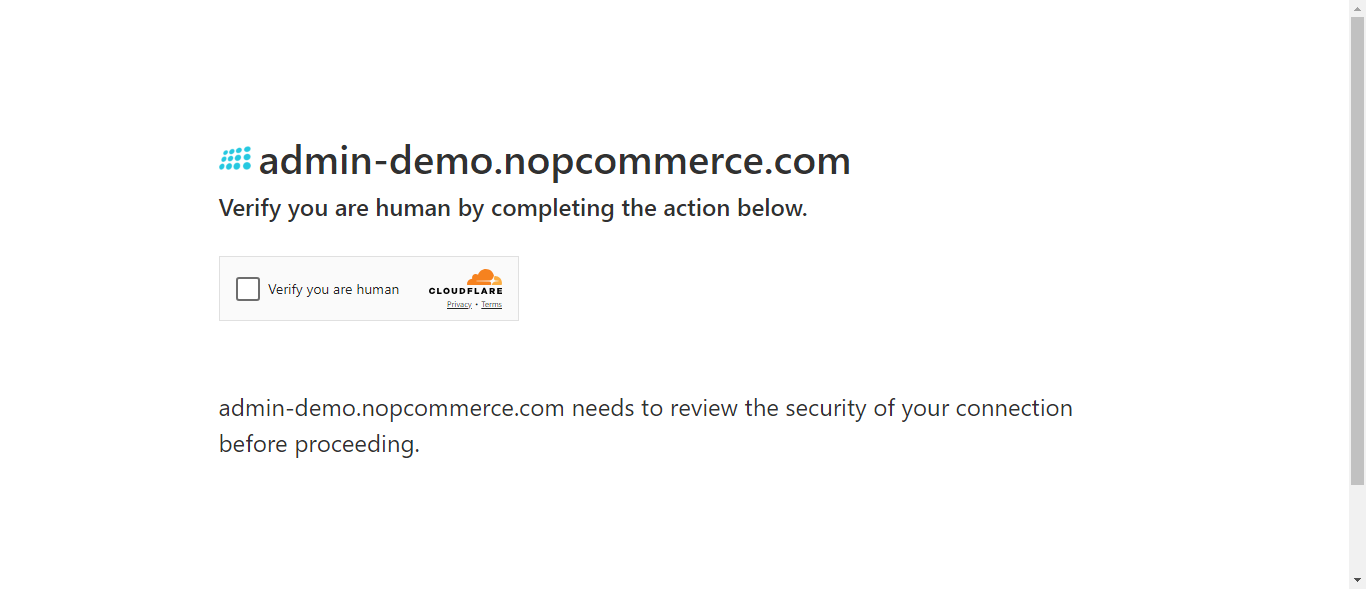 admin-demo.nopcommerce.com
Verify you are human by completing the action below.
Verify you are human
CLOUDFLARE
Privacy • Terms
admin-demo.nopcommerce.com needs to review the security of your connection
before proceeding.